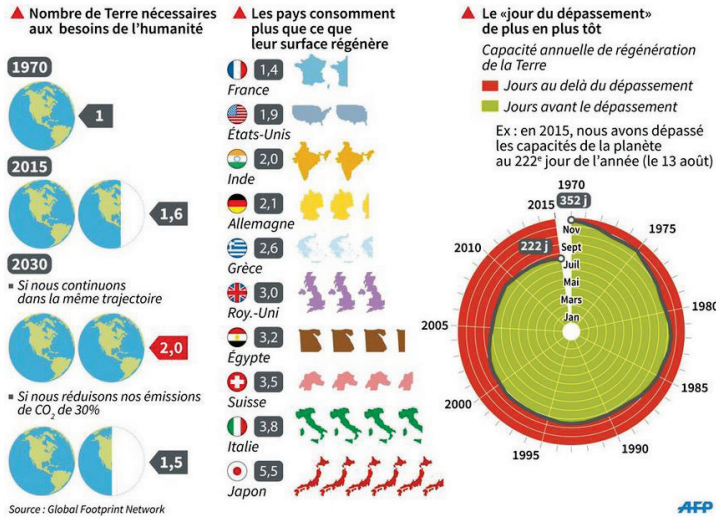 Nombre de Terre nécessaires
aux besoins de l'humanité
1970
1
2015
1,6
2030
Si nous continuons
dans la même trajectoire
2,0
Si nous réduisons nos émissions
de CO₂ de 30%
1,5
Source : Global Footprint Network
Les pays consomment
plus que ce que
leur surface régénère
1,4
France
1,9
États-Unis
2,0
Inde
2,1
Allemagne
2,6
Grèce
3,0
Roy.-Uni
3,2
Égypte
3,5
Suisse
3,8
Italie
5,5
Japon
Le «jour du dépassement»
de plus en plus tôt
Capacité annuelle de régénération
de la Terre
Jours au delà du dépassement
Jours avant le dépassement
Ex : en 2015, nous avons dépassé
les capacités de la planète
au 222e jour de l'année (le 13 août)
1970
352 j
2015
222 j
Nov
Sept
Juil
Mai
Mars
Jan
1975
1980
1985
1990
1995
2000
2005
2010
AFP